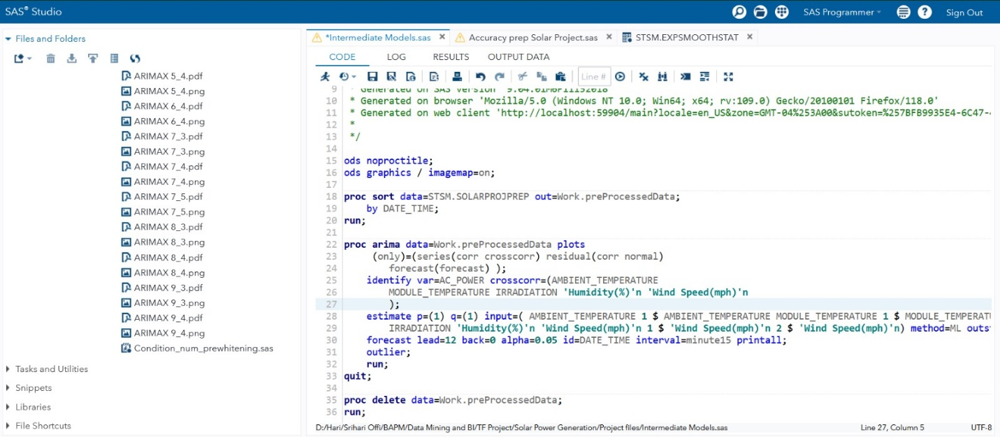 SAS® Studio
SAS Programmer
Sign Out
Files and Folders
ARIMAX 5_4.pdf
ARIMAX 5_4.png
ARIMAX 6_4.pdf
ARIMAX 6_4.png
ARIMAX 7_3.pdf
ARIMAX 7_3.png
ARIMAX 7_4.pdf
ARIMAX 7_4.png
ARIMAX 7_5.pdf
ARIMAX 7_5.png
ARIMAX 8_3.pdf
ARIMAX 8_3.png
ARIMAX 8_4.pdf
ARIMAX 8_4.png
ARIMAX 9_3.pdf
ARIMAX 9_3.png
ARIMAX 9_4.pdf
ARIMAX 9_4.png
Condition_num_prewhitening.sas
Tasks and Utilities
Snippets
Libraries
File Shortcuts
*Intermediate Models.sas
Accuracy prep Solar Project.sas
STSM.EXPSMOOTHSTAT
CODE LOG RESULTS OUTPUT DATA
Line #
9 * Generated on SAS version '9.04.01M6P11152018'
10 * Generated on browser 'Mozilla/5.0 (Windows NT 10.0; Win64; x64; rv:109.0) Gecko/20100101 Firefox/118.0'
11 * Generated on web client 'http://localhost:59904/main?locale=en_US&zone=GMT-04%253A00&sutoken=%257BFB9935E4-6C47-
12 *
13 */
14
15 ods noproctitle;
16 ods graphics / imagemap=on;
17
18 proc sort data=STSM.SOLARPROJPREP out=Work.preProcessedData;
19 by DATE_TIME;
20 run;
21
22 proc arima data=Work.preProcessedData plots
23 (only)=(series(corr crosscorr) residual(corr normal)
24 forecast(forecast) );
25 identify var=AC_POWER crosscorr=(AMBIENT_TEMPERATURE
26 MODULE_TEMPERATURE IRRADIATION 'Humidity(%)'n 'Wind Speed(mph)'n
27 );
28 estimate p=(1) q=(1) input=( AMBIENT_TEMPERATURE 1 $ AMBIENT_TEMPERATURE MODULE_TEMPERATURE 1 $ MODULE_TEMPERATU
29 IRRADIATION 'Humidity(%)'n 'Wind Speed(mph)'n 1 $ 'Wind Speed(mph)'n 2 $ 'Wind Speed(mph)'n) method=ML outs
30 forecast lead=12 back=0 alpha=0.05 id=DATE_TIME interval=minute15 printall;
31 outlier;
32 run;
33 quit;
34
35 proc delete data=Work.preProcessedData;
36 run;
D:/Hari/Srihari Offi/BAPM/Data Mining and BI/TF Project/Solar Power Generation/Project files/Intermediate Models.sas
Line 27, Column 5
UTF-8